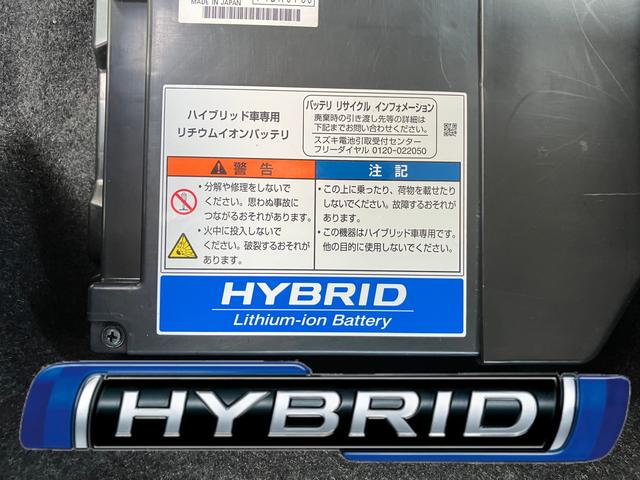 MADE IN JAPAN
ハイブリッド車専用
リチウムイオンバッテリ
バッテリ リサイクル インフォメーション
廃棄時の引き渡し先等の詳細は
下記までお問い合わせください。
スズキ電池引取受付センター
フリーダイヤル 0120-022050
警告
・分解や修理をしないで
ください。思わぬ事故に
つながるおそれがあります。
・火中に投入しないで
ください。破裂するおそれが
あります。
注記
・この上に乗ったり、荷物を載せたり
しないでください。故障するおそれが
あります。
・この機器はハイブリッド車専用です。
他の目的に使用しないでください。
HYBRID
Lithium-ion Battery
HYBRID